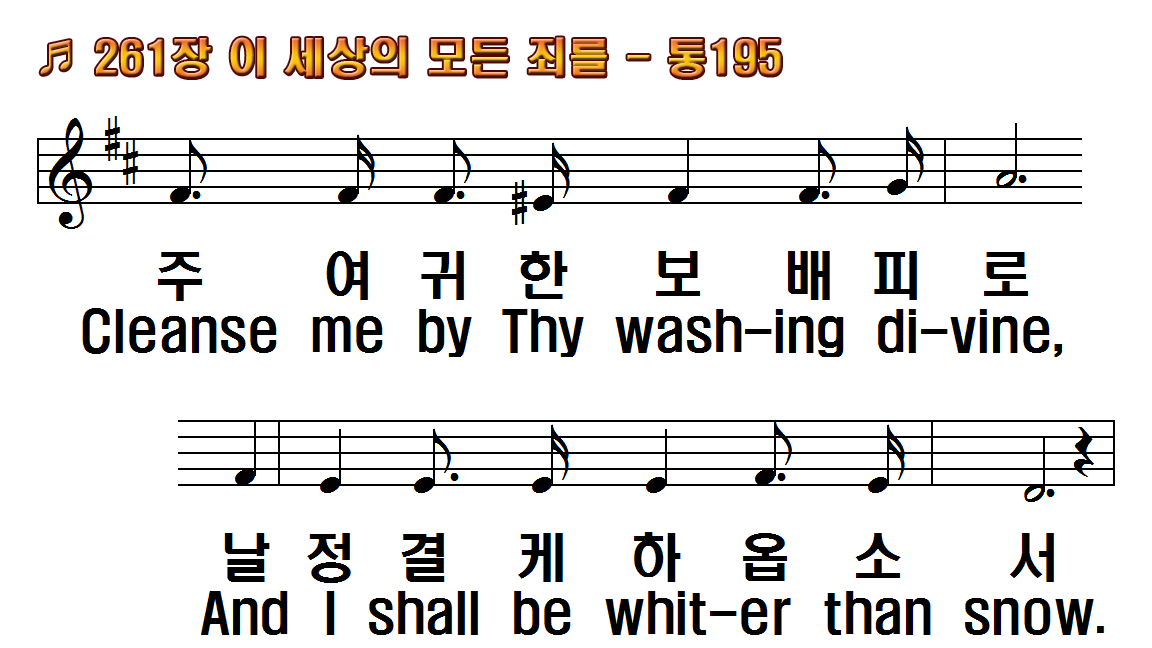 ♬ 261장 이 세상의 모든 죄를 - 통195
주 여 귀 한 보 배 피 로
Cleanse me by Thy wash-ing di-vine,
날 정 결 케 하 옵 소 서
And I shall be whit-er than snow.